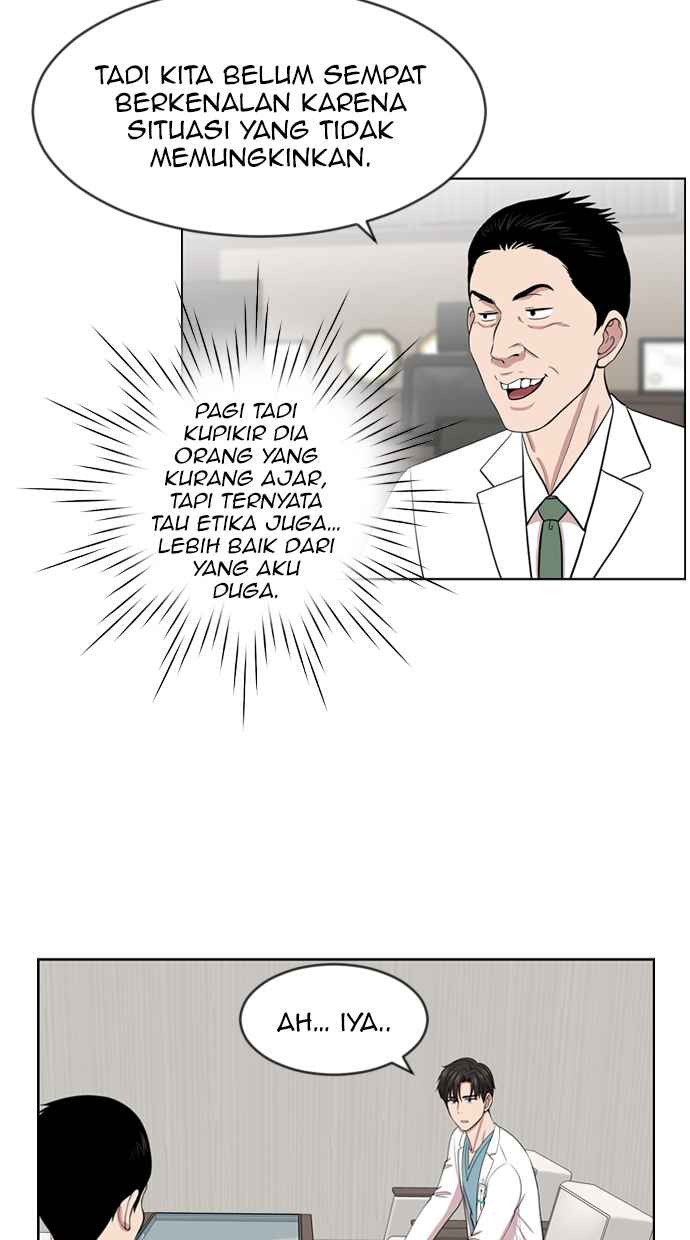 TADI KITA BELUM SEMPAT
BERKENALAN KARENA
SITUASI YANG TIDAK
MEMUNGKINKAN.
PAGI TADI
KUPIKIR DIA
ORANG YANG
KURANG AJAR,
TAPI TERNYATA
TAU ETIKA JUGA...
LEBIH BAIK DARI
YANG AKU
DUGA.
AH... IYA..